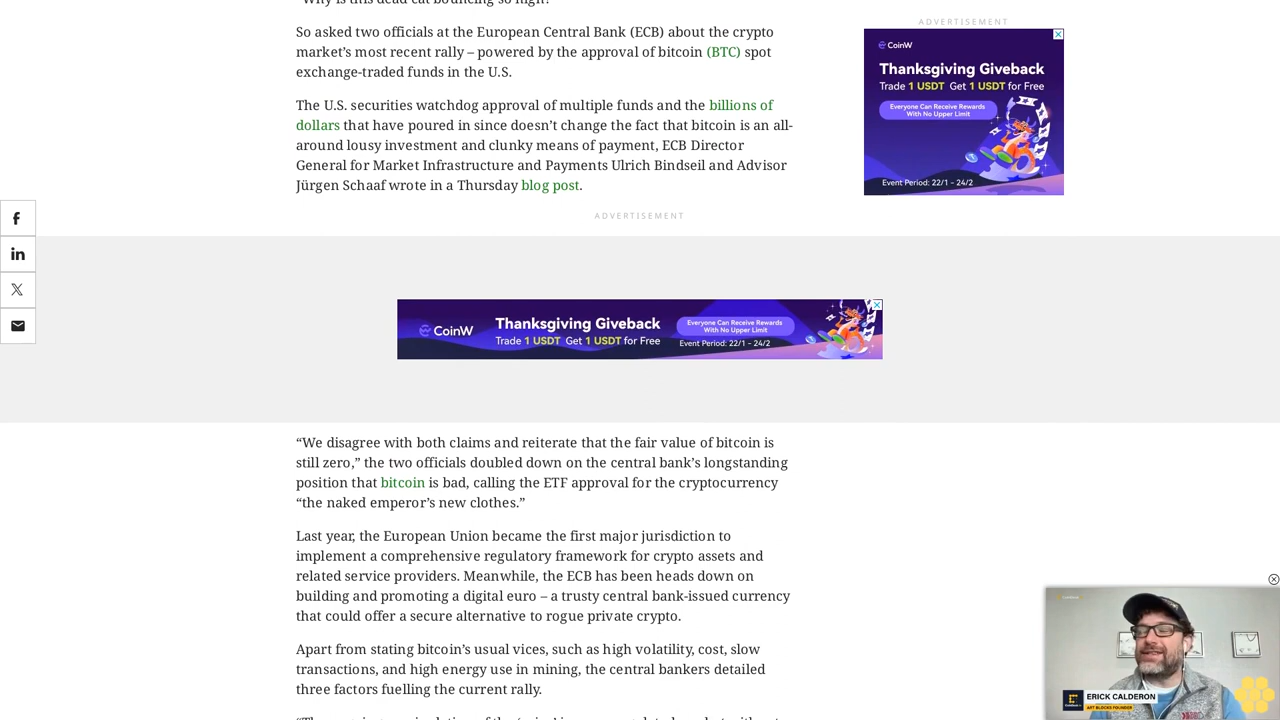 "Why is this dead cat bouncing so high?"
So asked two officials at the European Central Bank (ECB) about the crypto
market’s most recent rally – powered by the approval of bitcoin (BTC) spot
exchange-traded funds in the U.S.
The U.S. securities watchdog approval of multiple funds and the billions of
dollars that have poured in since doesn’t change the fact that bitcoin is an all-
around lousy investment and clunky means of payment, ECB Director
General for Market Infrastructure and Payments Ulrich Bindseil and Advisor
Jürgen Schaaf wrote in a Thursday blog post.
ADVERTISEMENT
CoinW
Thanksgiving Giveback
Trade 1 USDT Get 1 USDT for Free
Everyone Can Receive Rewards
With No Upper Limit
Event Period: 22/1 – 24/2
ADVERTISEMENT
CoinW
Thanksgiving Giveback
Trade 1 USDT Get 1 USDT for Free
Everyone Can Receive Rewards
With No Upper Limit
Event Period: 22/1 – 24/2
“We disagree with both claims and reiterate that the fair value of bitcoin is
still zero,” the two officials doubled down on the central bank’s longstanding
position that bitcoin is bad, calling the ETF approval for the cryptocurrency
“the naked emperor’s new clothes.”
Last year, the European Union became the first major jurisdiction to
implement a comprehensive regulatory framework for crypto assets and
related service providers. Meanwhile, the ECB has been heads down on
building and promoting a digital euro – a trusty central bank-issued currency
that could offer a secure alternative to rogue private crypto.
Apart from stating bitcoin’s usual vices, such as high volatility, cost, slow
transactions, and high energy use in mining, the central bankers detailed
three factors fuelling the current rally.
ERICK CALDERON
ART BLOCKS FOUNDER